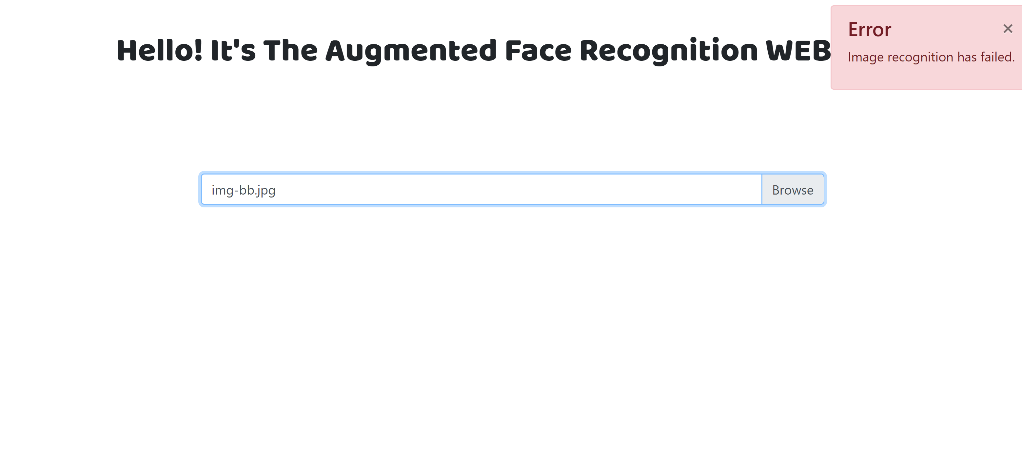 Hello! It's The Augmented Face Recognition WEB
Error ×
Image recognition has failed.
img-bb.jpg Browse